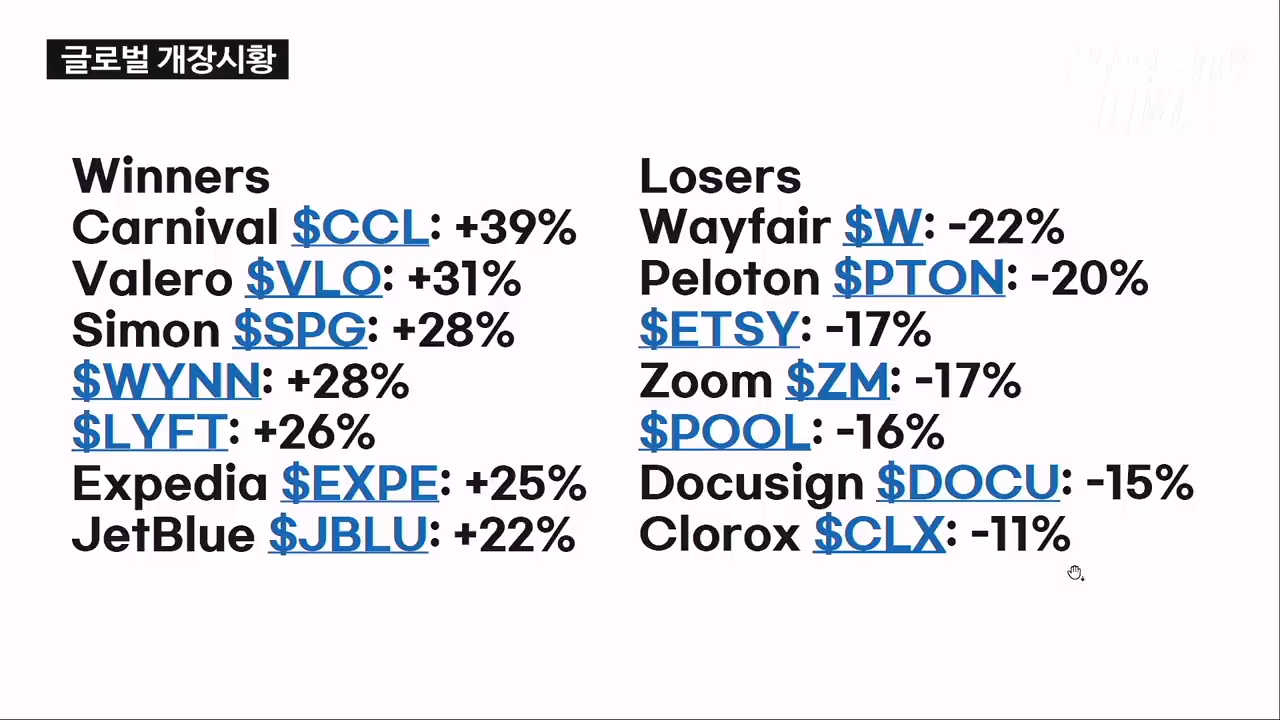 글로벌 개장시황
Winners
Carnival $CCL: +39%
Valero $VLO: +31%
Simon $SPG: +28%
$WYNN: +28%
$LYFT: +26%
Expedia $EXPE: +25%
JetBlue $JBLU: +22%
Losers
Wayfair $W: -22%
Peloton $PTON: -20%
$ETSY: -17%
Zoom $ZM: -17%
$POOL: -16%
Docusign $DOCU: -15%
Clorox $CLX: -11%